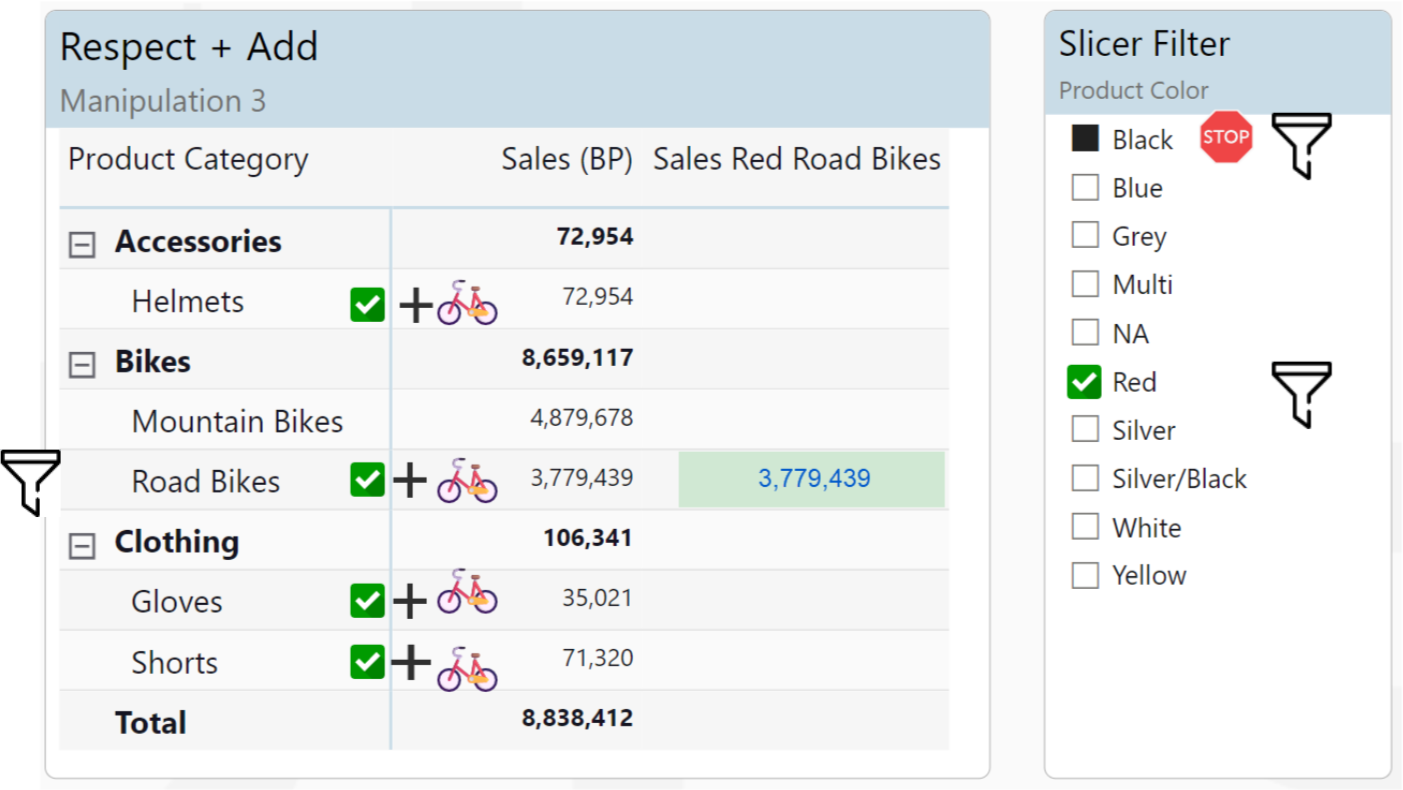 Respect + Add
Manipulation 3
Product Category Sales (BP) Sales Red Road Bikes
Accessories 72,954
Helmets 72,954
Bikes 8,659,117
Mountain Bikes 4,879,678
Road Bikes 3,779,439 3,779,439
Clothing 106,341
Gloves 35,021
Shorts 71,320
Total 8,838,412
Slicer Filter
Product Color
Black STOP
Blue
Grey
Multi
NA
Red
Silver
Silver/Black
White
Yellow